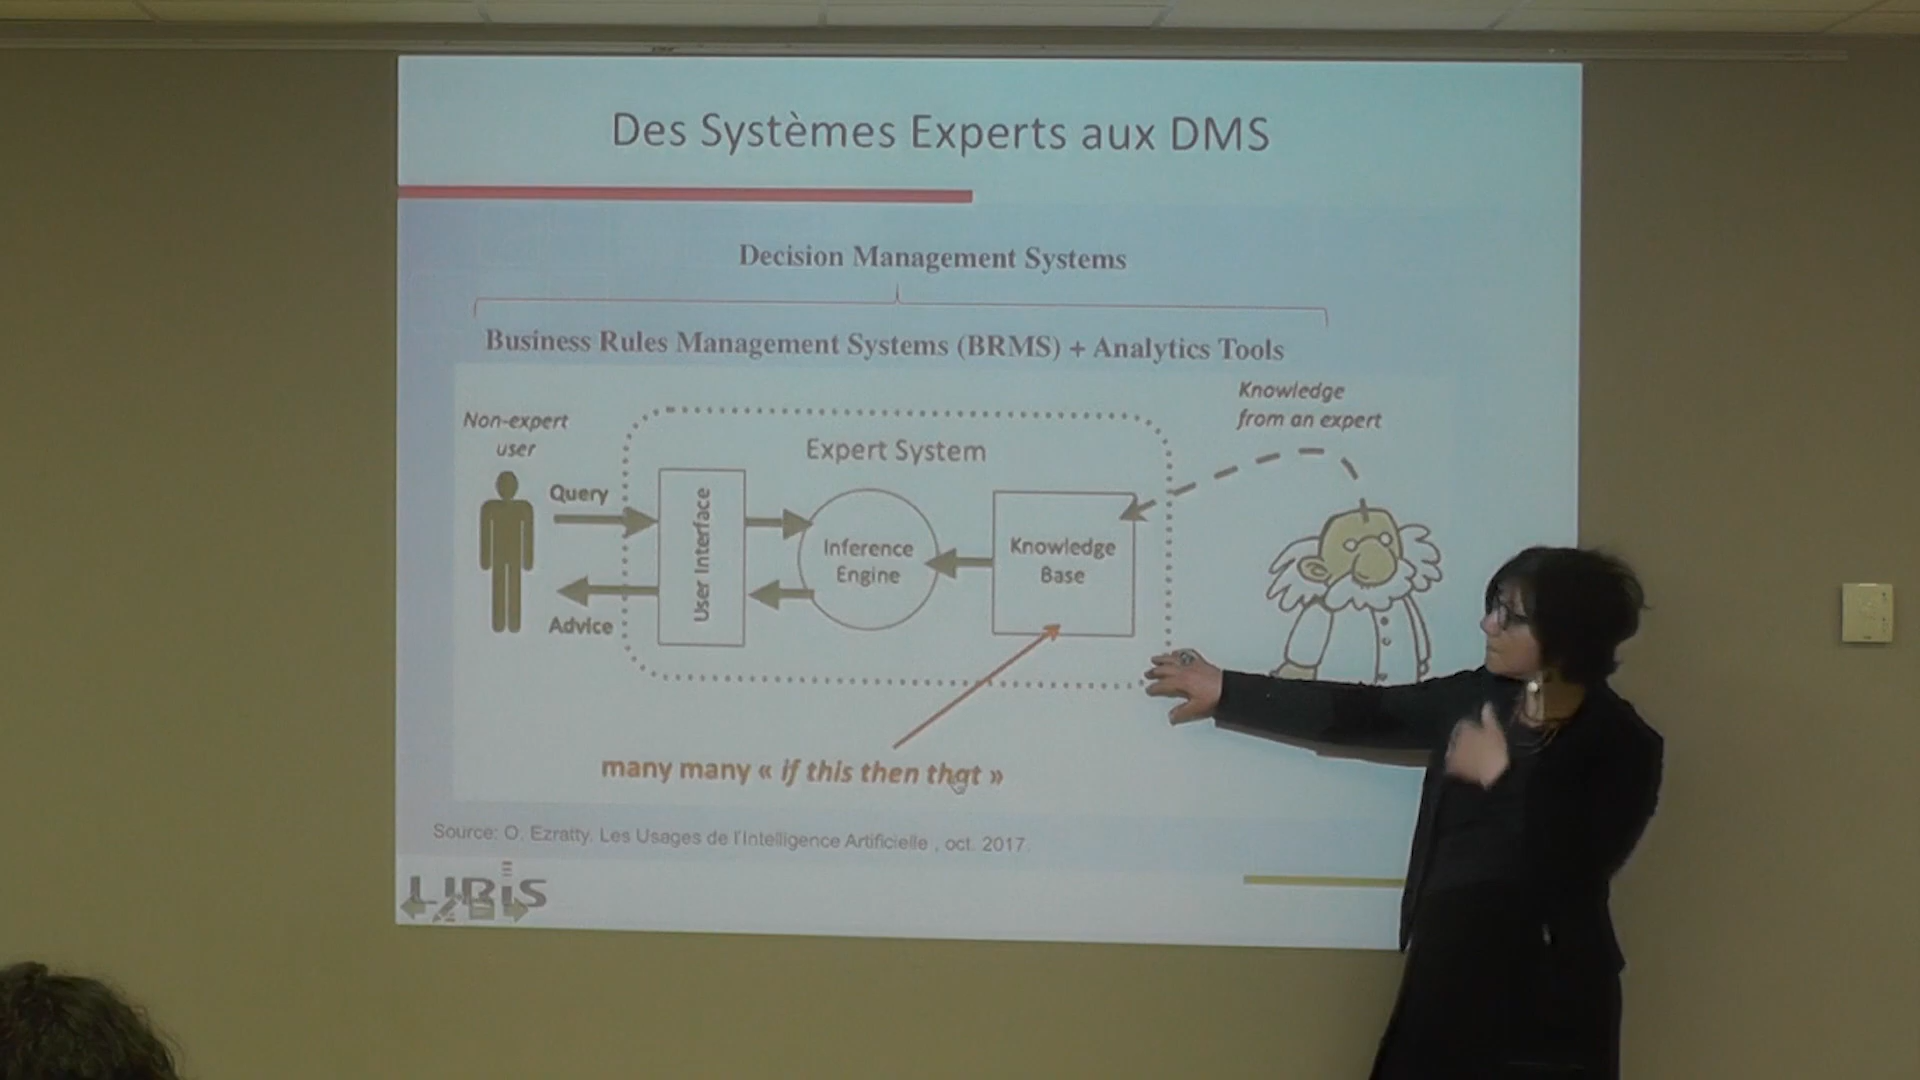 Des Systèmes Experts aux DMS
Decision Management Systems
Business Rules Management Systems (BRMS) + Analytics Tools
Knowledge
from an expert
Non-expert
user
Expert System
Query
User Interface
Inference
Engine
Knowledge
Base
Advice
many many « if this then that »
Source: O. Ezratty. Les Usages de l'Intelligence Artificielle , oct. 2017.
LIRIS